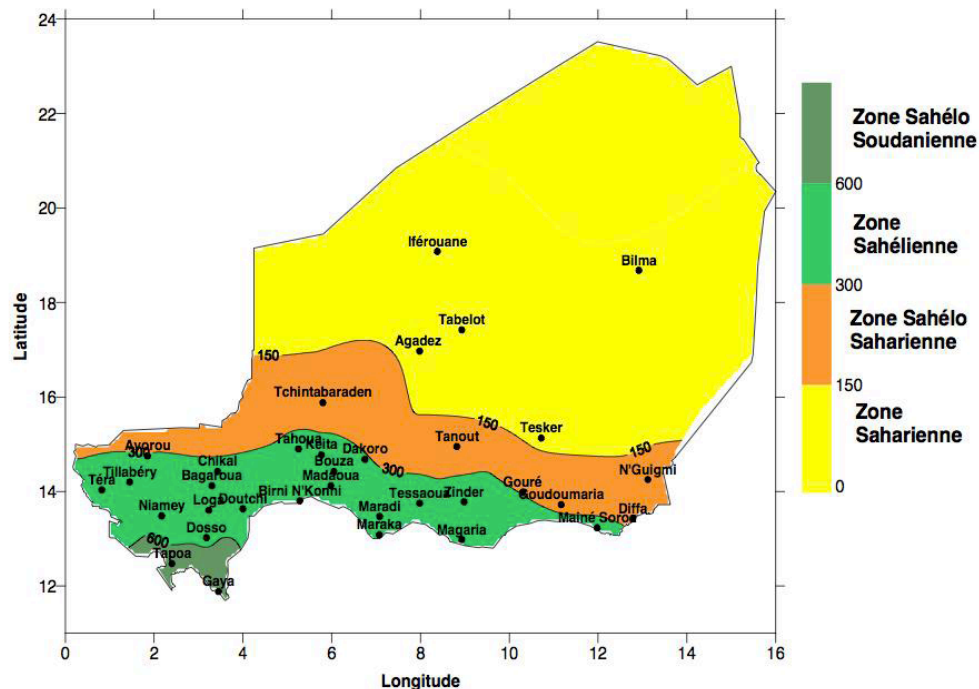 24
22
20
18
16
14
12
Latitude
0
2
4
6
8
10
12
14
16
Longitude
Iférouane
Bilma
Tabelot
Agadez
150
Tchintabaraden
150
Tesker
Tanout
150
N'Guigmi
Ayorou
300
Tahoua
Keita
Dakoro
Chikal
Bouza
300
Tillabéry
Bagaroua
Madaoua
Téra
Gouré
Goudoumaria
Niamey
Loga
Doutchi
Birni N'Konni
Tessaoua
Zinder
Maradi
Diffa
Maïné Soroa
Dosso
Maraka
Magaria
600
Tapoa
Gaya
Zone Sahélo
Soudanienne
600
Zone
Sahélienne
300
Zone Sahélo
Saharienne
150
Zone
Saharienne
0